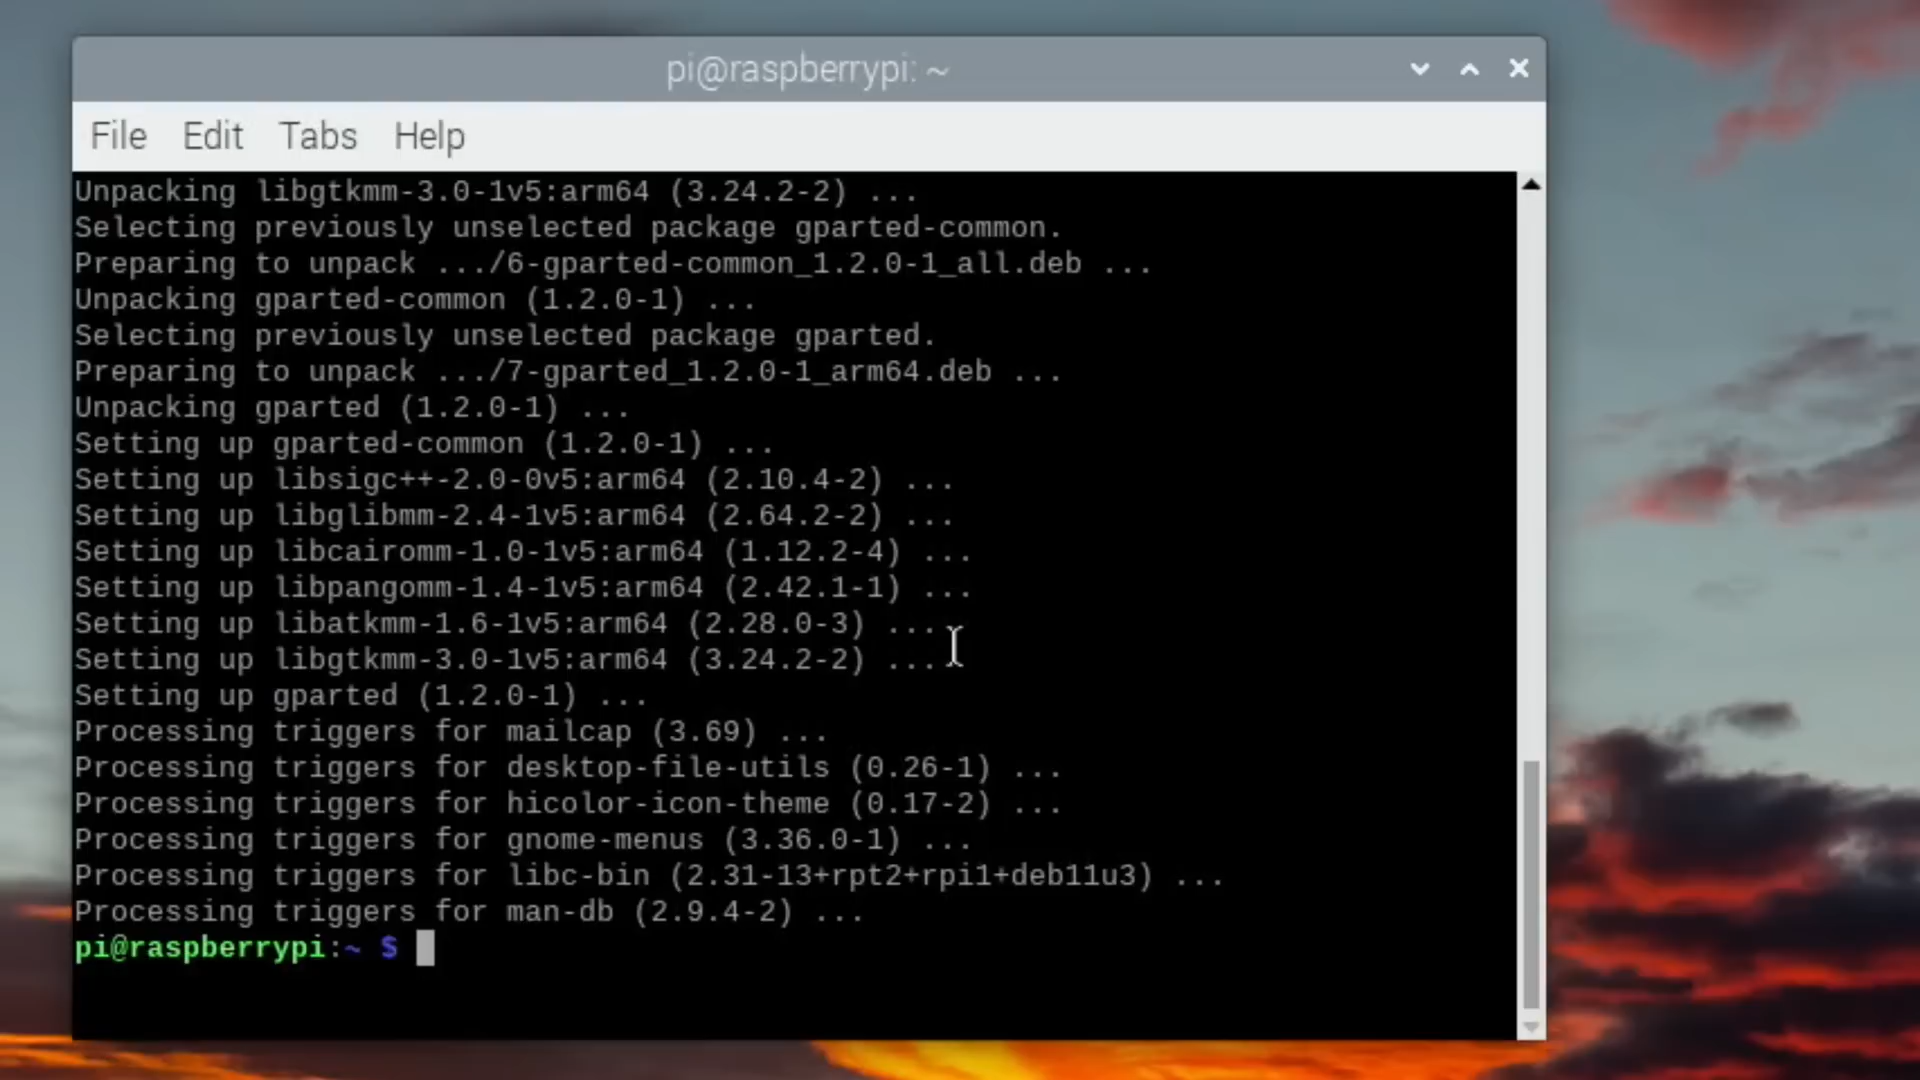 pi@raspberrypi: ~
File Edit Tabs Help
Unpacking libgtkmm-3.0-1v5:arm64 (3.24.2-2) ...
Selecting previously unselected package gparted-common.
Preparing to unpack .../6-gparted-common_1.2.0-1_all.deb ...
Unpacking gparted-common (1.2.0-1) ...
Selecting previously unselected package gparted.
Preparing to unpack .../7-gparted_1.2.0-1_arm64.deb ...
Unpacking gparted (1.2.0-1) ...
Setting up gparted-common (1.2.0-1) ...
Setting up libsigc++-2.0-0v5:arm64 (2.10.4-2) ...
Setting up libglibmm-2.4-1v5:arm64 (2.64.2-2) ...
Setting up libcairomm-1.0-1v5:arm64 (1.12.2-4) ...
Setting up libpangomm-1.4-1v5:arm64 (2.42.1-1) ...
Setting up libatkmm-1.6-1v5:arm64 (2.28.0-3) ...
Setting up libgtkmm-3.0-1v5:arm64 (3.24.2-2) ...
Setting up gparted (1.2.0-1) ...
Processing triggers for mailcap (3.69) ...
Processing triggers for desktop-file-utils (0.26-1) ...
Processing triggers for hicolor-icon-theme (0.17-2) ...
Processing triggers for gnome-menus (3.36.0-1) ...
Processing triggers for libc-bin (2.31-13+rpt2+rpi1+deb11u3) ...
Processing triggers for man-db (2.9.4-2) ...
pi@raspberrypi:~ $